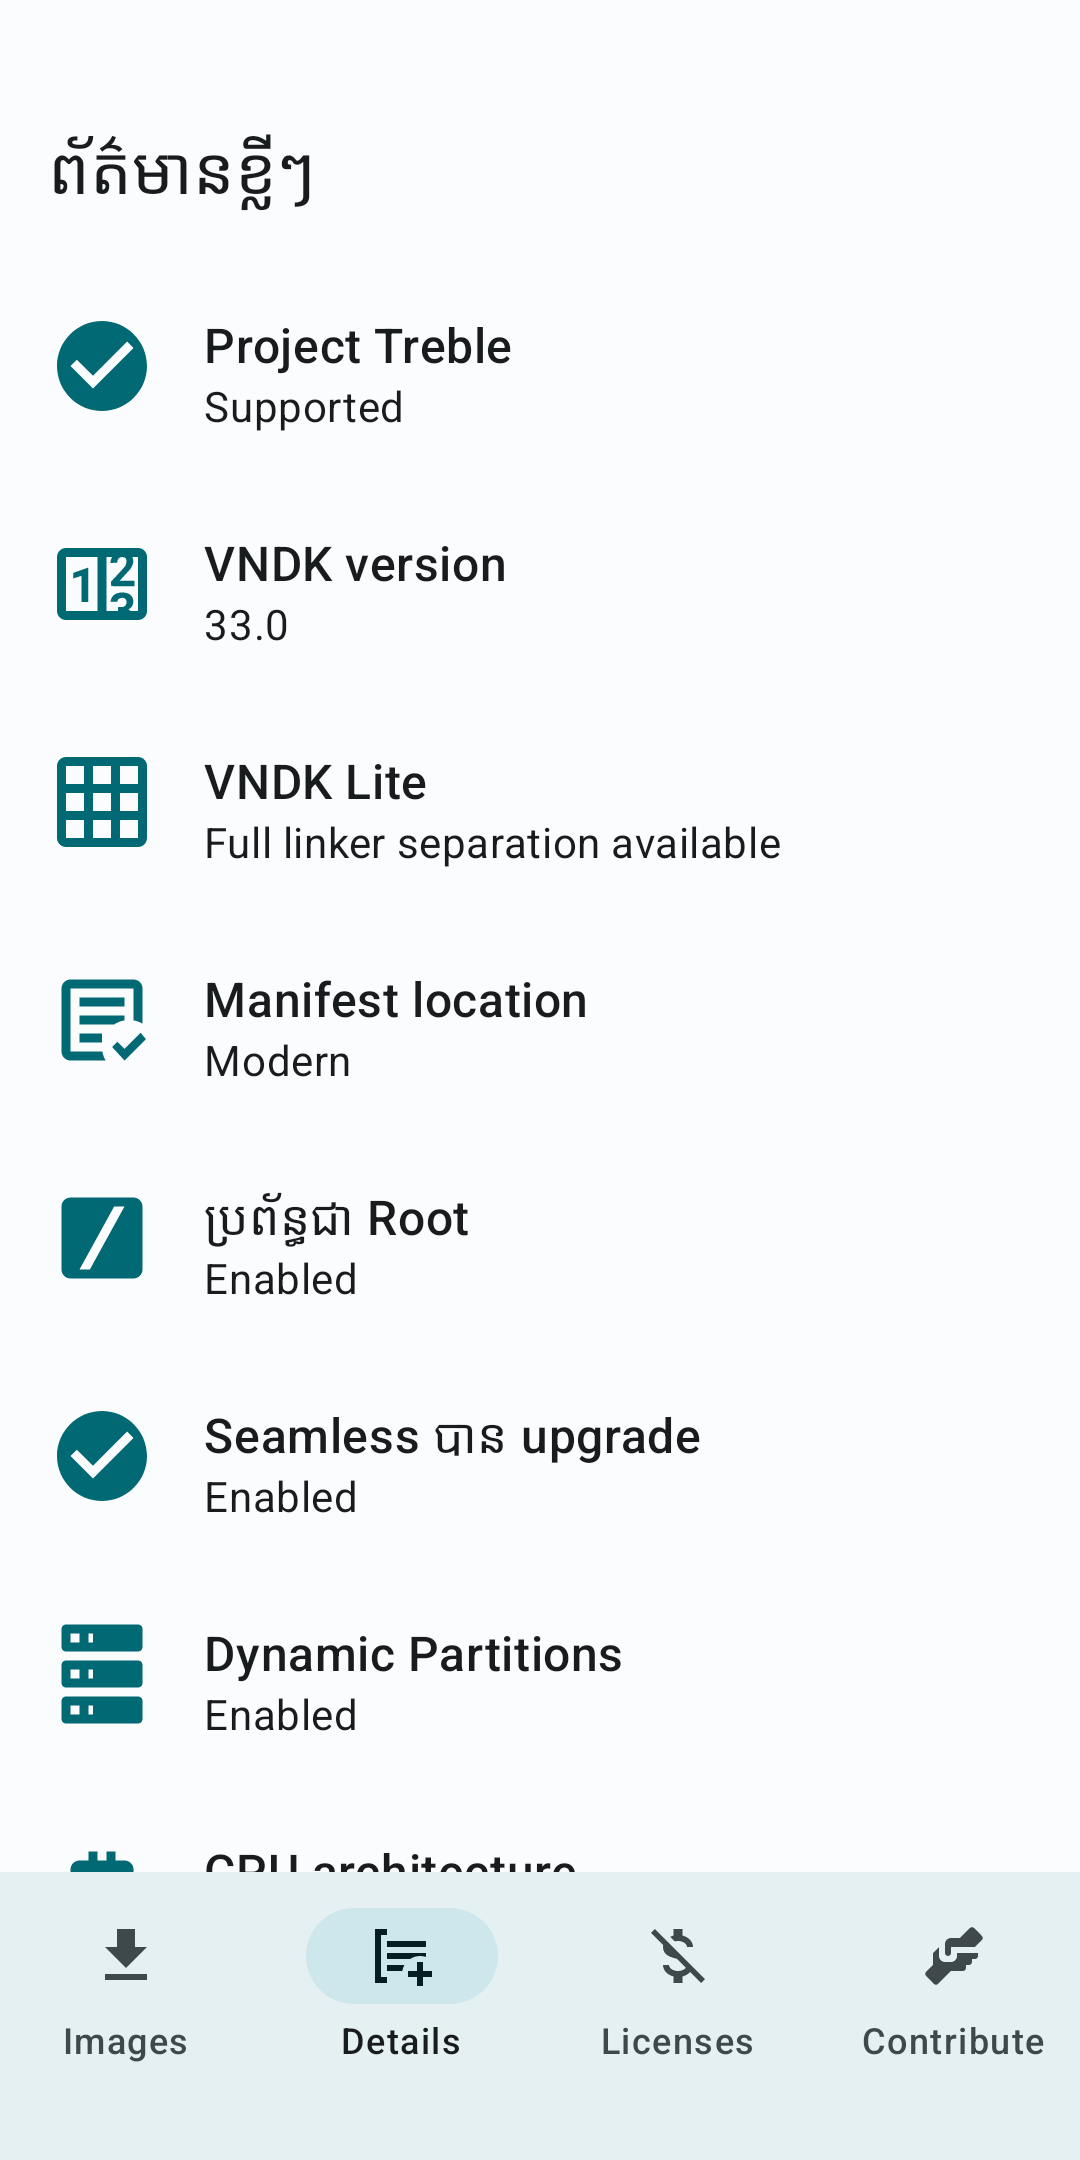 ព័ត៌មានខ្លីៗ
Project Treble
Supported
VNDK version
33.0
VNDK Lite
Full linker separation available
Manifest location
Modern
ប្រព័ន្ធជា Root
Enabled
Seamless បាន upgrade
Enabled
Dynamic Partitions
Enabled
CPU architecture
Images
Details
Licenses
Contribute